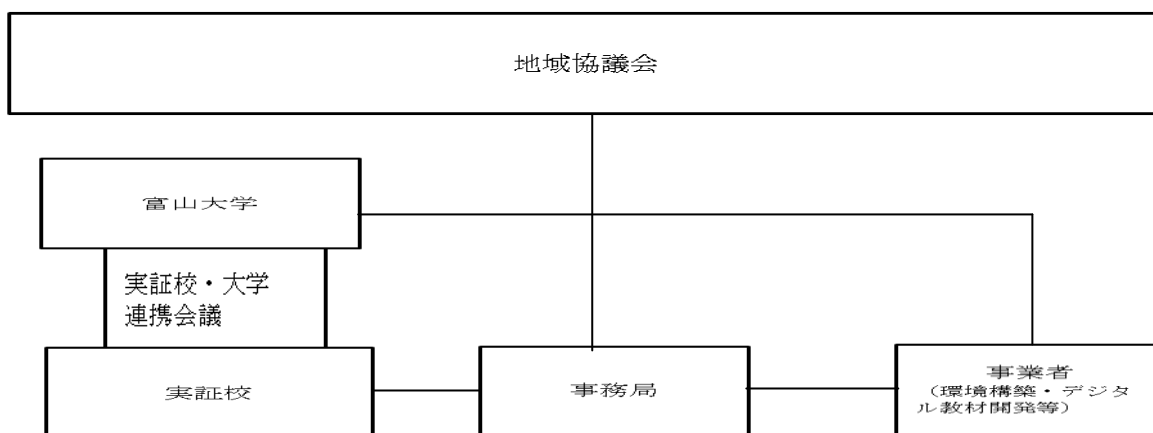 地域協議会
富山大学
実証校・大学
連携会議
実証校
事務局
事業者
（環境構築・デジタ
ル教材開発等）